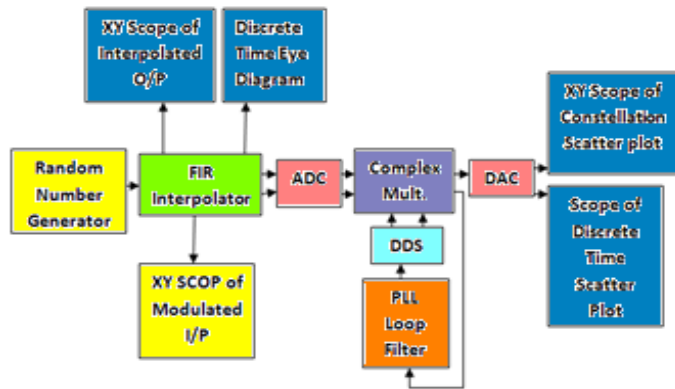 XY Scope of
Interpolated
O/P
Discrete
Time Eye
Diagram
XY Scope of
Constellation
Scatter plot
Random
Number
Generator
FIR
Interpolator
ADC
Complex
Mult.
DAC
DDS
Scope of
Discrete
Time
Scatter
Plot
XY SCOP of
Modulated
I/P
PLL
Loop
Filter